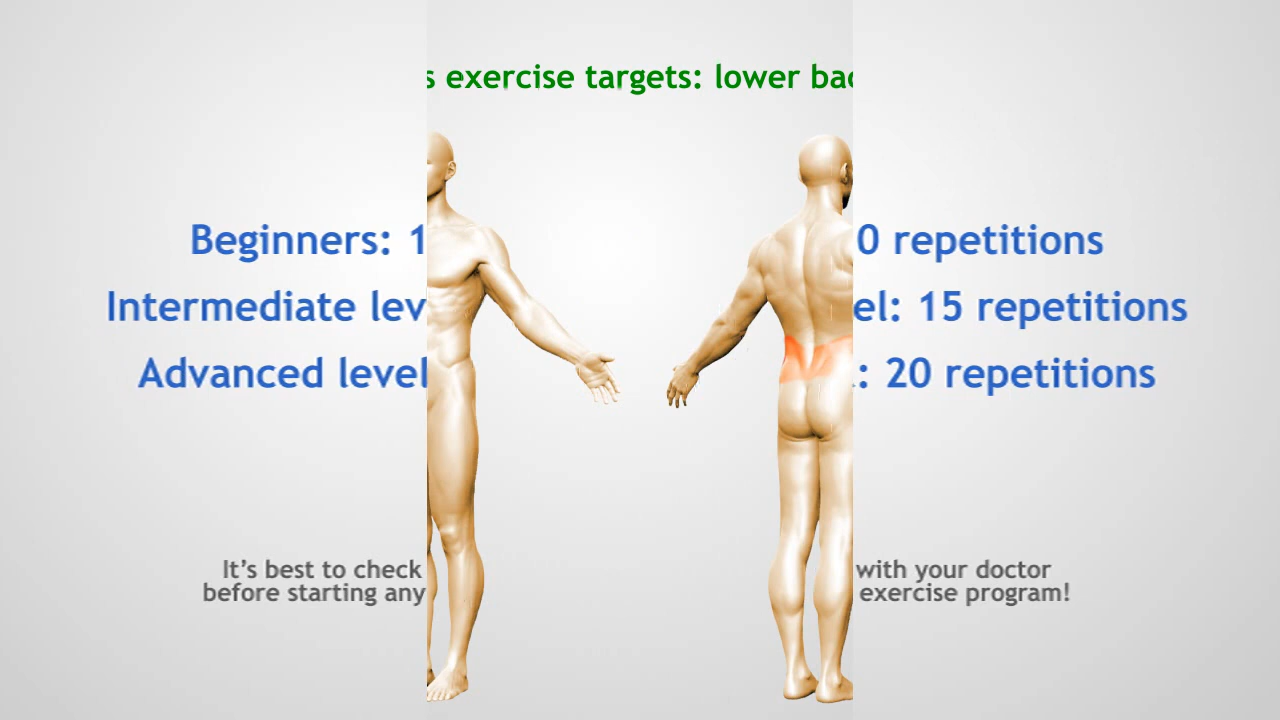 s exercise targets: lower bac
Beginners: 1 0 repetitions
Intermediate lev el: 15 repetitions
Advanced level : 20 repetitions
It's best to check with your doctor
before starting any exercise program!